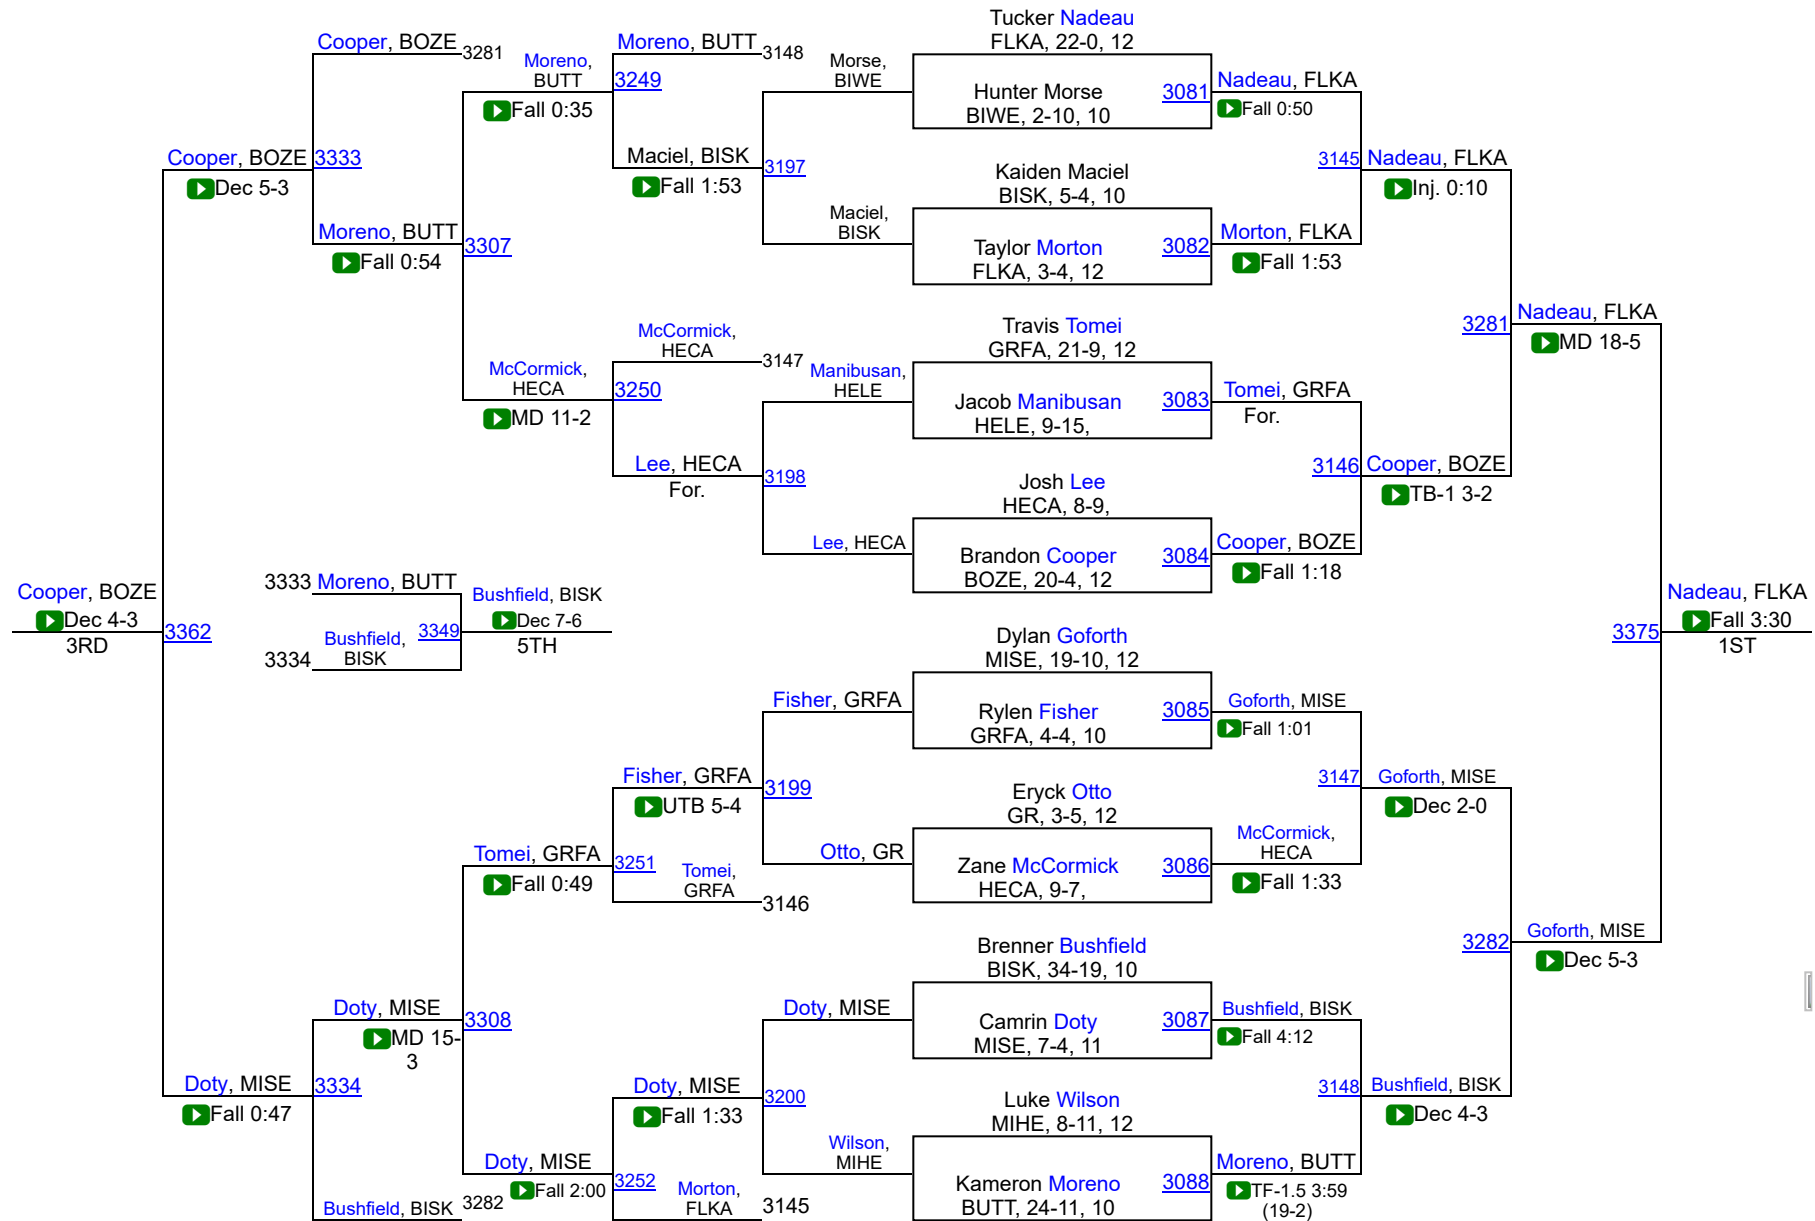 Tucker Nadeau
FLKA, 22-0, 12
Cooper, BOZE
3281
Moreno, BUTT
3148
Moreno,
BUTT
3249
Morse,
BIWE
Hunter Morse
BIWE, 2-10, 10
3081
Nadeau, FLKA
Fall 0:50
Fall 0:35
Cooper, BOZE
3333
Dec 5-3
Maciel, BISK
3197
Fall 1:53
Kaiden Maciel
BISK, 5-4, 10
3145
Nadeau, FLKA
Inj. 0:10
Moreno, BUTT
3307
Fall 0:54
Maciel,
BISK
Taylor Morton
FLKA, 3-4, 12
3082
Morton, FLKA
Fall 1:53
McCormick,
HECA
3147
Travis Tomei
GRFA, 21-9, 12
3281
Nadeau, FLKA
MD 18-5
McCormick,
HECA
3250
MD 11-2
Manibusan,
HELE
Jacob Manibusan
HELE, 9-15,
3083
Tomei, GRFA
For.
Lee, HECA
3198
For.
Josh Lee
HECA, 8-9,
3146
Cooper, BOZE
TB-1 3-2
Lee, HECA
Brandon Cooper
BOZE, 20-4, 12
3084
Cooper, BOZE
Fall 1:18
Cooper, BOZE
Dec 4-3
3RD
3362
3333
Moreno, BUTT
3334
Bushfield,
BISK
3349
Bushfield, BISK
Dec 7-6
5TH
Dylan Goforth
MISE, 19-10, 12
3375
Nadeau, FLKA
Fall 3:30
1ST
Fisher, GRFA
Rylen Fisher
GRFA, 4-4, 10
3085
Goforth, MISE
Fall 1:01
Fisher, GRFA
3199
UTB 5-4
Eryck Otto
GR, 3-5, 12
3147
Goforth, MISE
Dec 2-0
Tomei, GRFA
3251
Fall 0:49
Tomei,
GRFA
3146
Otto, GR
Zane McCormick
HECA, 9-7,
3086
McCormick,
HECA
Fall 1:33
Brenner Bushfield
BISK, 34-19, 10
3282
Goforth, MISE
Dec 5-3
Doty, MISE
3308
MD 15-
3
Doty, MISE
Camrin Doty
MISE, 7-4, 11
3087
Bushfield, BISK
Fall 4:12
Doty, MISE
3334
Fall 0:47
Doty, MISE
3200
Fall 1:33
Luke Wilson
MIHE, 8-11, 12
3148
Bushfield, BISK
Dec 4-3
Doty, MISE
3252
Fall 2:00
Wilson,
MIHE
Kameron Moreno
BUTT, 24-11, 10
3088
Moreno, BUTT
TF-1.5 3:59
(19-2)
Bushfield, BISK
3282
Morton,
FLKA
3145